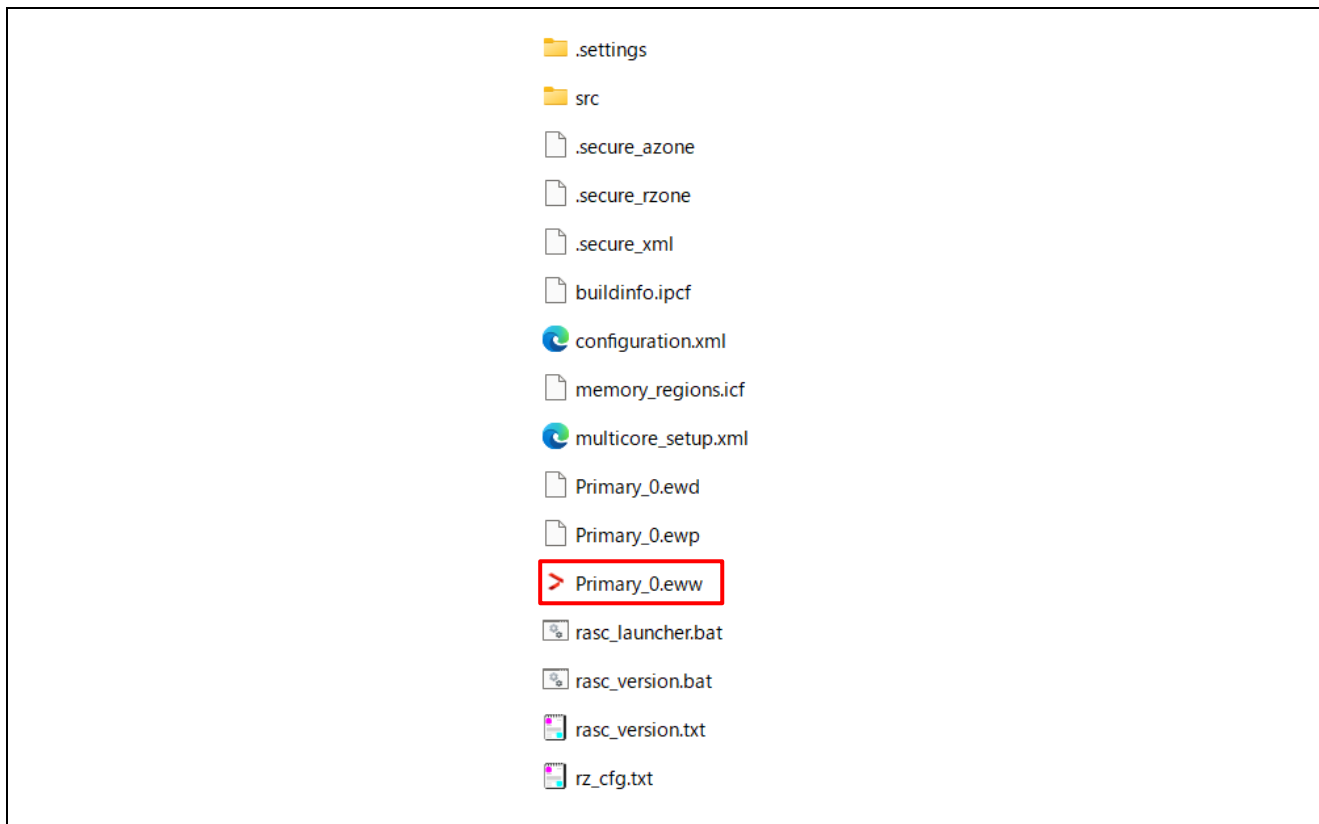 .settings
src
.secure_azone
.secure_rzone
.secure_xml
buildinfo.ipcf
configuration.xml
memory_regions.icf
multicore_setup.xml
Primary_0.ewd
Primary_0.ewp
Primary_0.eww
rasc_launcher.bat
rasc_version.bat
rasc_version.txt
rz_cfg.txt